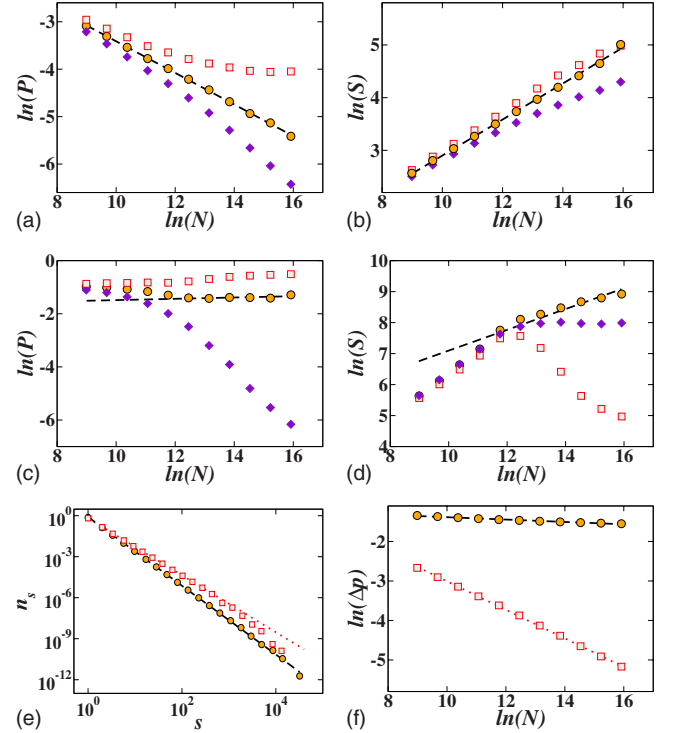 -3
-4
-5
-6
ln(P)
8 10 12 14 16
(a) ln(N)
5
4
3
ln(S)
8 10 12 14 16
(b) ln(N)
0
-2
-4
-6
ln(P)
8 10 12 14 16
(c) ln(N)
10
9
8
7
6
5
4
ln(S)
8 10 12 14 16
(d) ln(N)
10^0
10^-3
10^-6
10^-9
10^-12
n_s
10^0 10^2 10^4
(e) s
-2
-3
-4
-5
ln(Δp)
8 10 12 14 16
(f) ln(N)